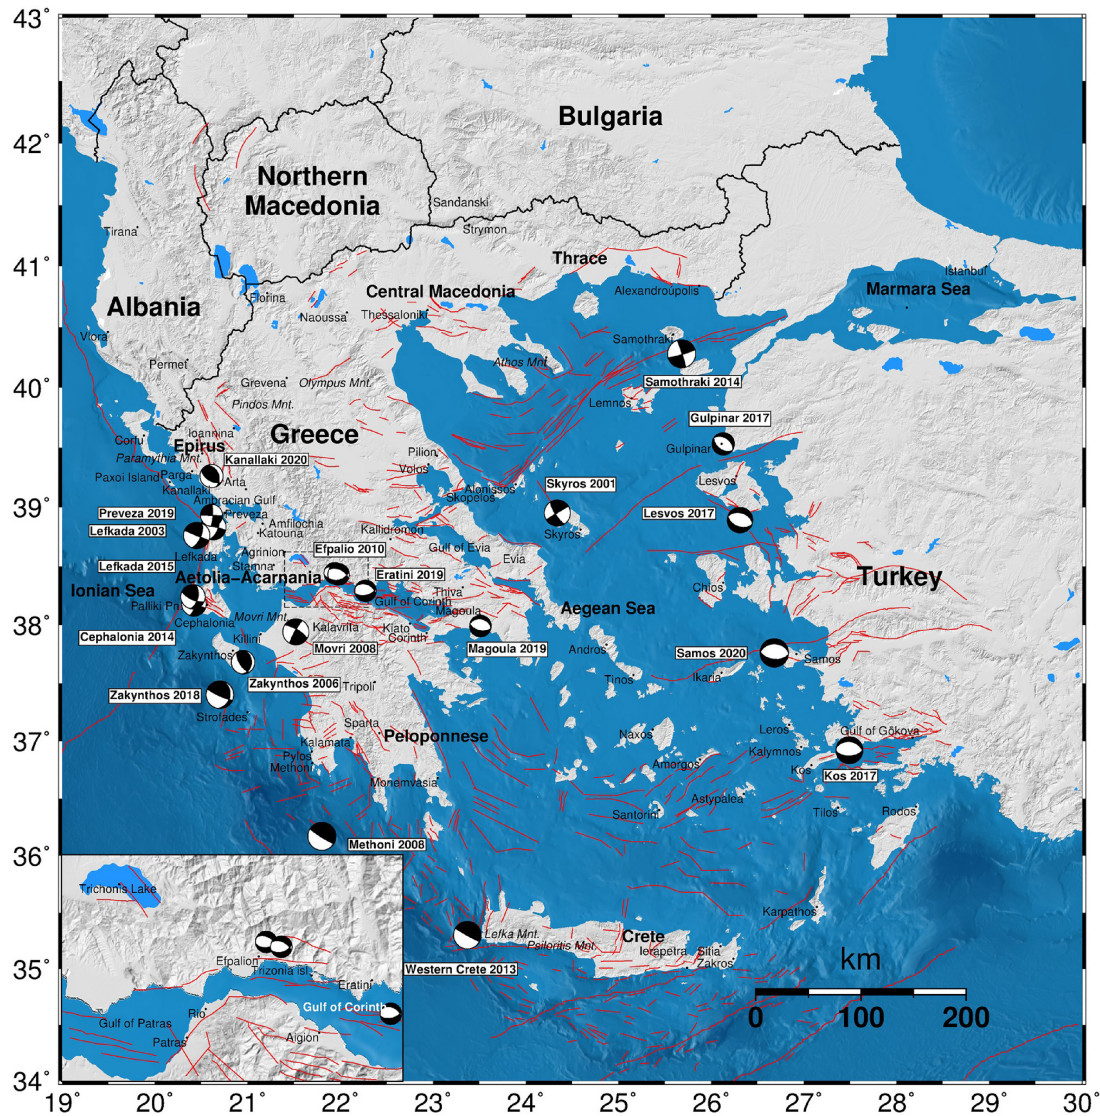 43°
42°
41°
40°
39°
38°
37°
36°
35°
34°
19°
20°
21°
22°
23°
24°
25°
26°
27°
28°
29°
30°
Bulgaria
Northern
Macedonia
Sandanski
Strymon
Tirana
Thrace
Istanbul
Marmara Sea
Albania
Florina
Central Macedonia
Alexandroupolis
Naoussa
Thessaloniki
Vlora
Samothraki
Permet
Athos Mnt.
Samothraki 2014
Grevena
Olympus Mnt.
Lemnos
Pindos Mnt.
Gulpinar 2017
Ioannina
Greece
Corfu
Epirus
Gulpinar
Paramythia Mnt.
Kanallaki 2020
Pilion
Volos
Paxoi Island
Parga
Arta
Lesvos
Kanallaki
Alonissos
Skopelos
Skyros 2001
Ambracian Gulf
Preveza 2019
Preveza
Lesvos 2017
Lefkada 2003
Amfilochia
Katouna
Kallidromon
Skyros
Lefkada
Aginion
Efpalio 2010
Gulf of Evia
Evia
Lefkada 2015
Stamna
Aetolia-Acarnania
Eratini 2019
Turkey
Ionian Sea
Thiva
Chios
Palliki Pn.
Gulf of Corinth
Magoula
Aegean Sea
Cephalonia
Movri Mnt.
Kalavrita
Kiato
Corinth
Cephalonia 2014
Killini
Movri 2008
Magoula 2019
Andros
Samos 2020
Samos
Zakynthos
Zakynthos 2006
Tripoli
Tinos
Ikaria
Zakynthos 2018
Strofades
Sparta
Peloponnese
Naxos
Leros
Gulf of Gökova
Kalamata
Kalymnos
Pylos
Methoni
Monemvasia
Amorgos
Kos
Kos 2017
Astypalea
Santorini
Tilos
Rodos
Methoni 2008
Karpathos
Lefka Mnt.
Psiloritis Mnt.
Crete
Ierapetra
Sitia
Zakros
Western Crete 2013
km
0
100
200
Trichonis Lake
Efpalion
Trizonia isl.
Eratini
Gulf of Corinth
Rio
Gulf of Patras
Patras
Aigion